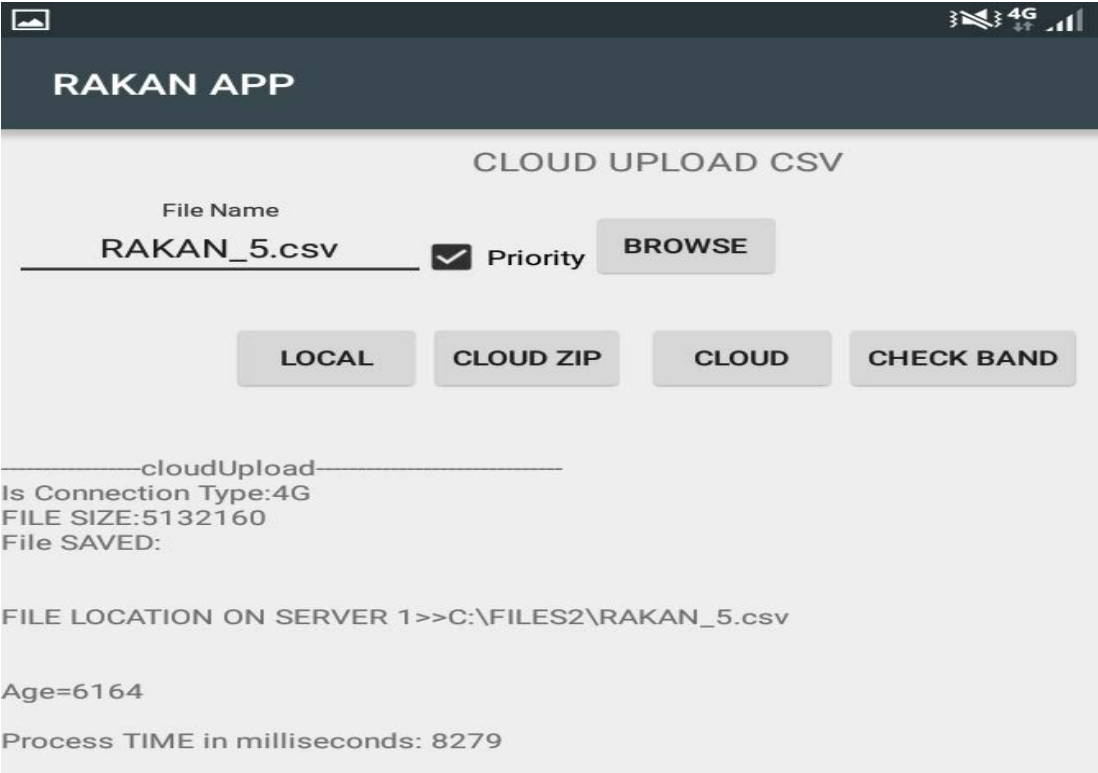 4G
RAKAN APP
CLOUD UPLOAD CSV
File Name
RAKAN_5.csv
Priority
BROWSE
LOCAL
CLOUD ZIP
CLOUD
CHECK BAND
-----------------cloudUpload------------------------------
Is Connection Type:4G
FILE SIZE:5132160
File SAVED:
FILE LOCATION ON SERVER 1>>C:\FILES2\RAKAN_5.csv
Age=6164
Process TIME in milliseconds: 8279